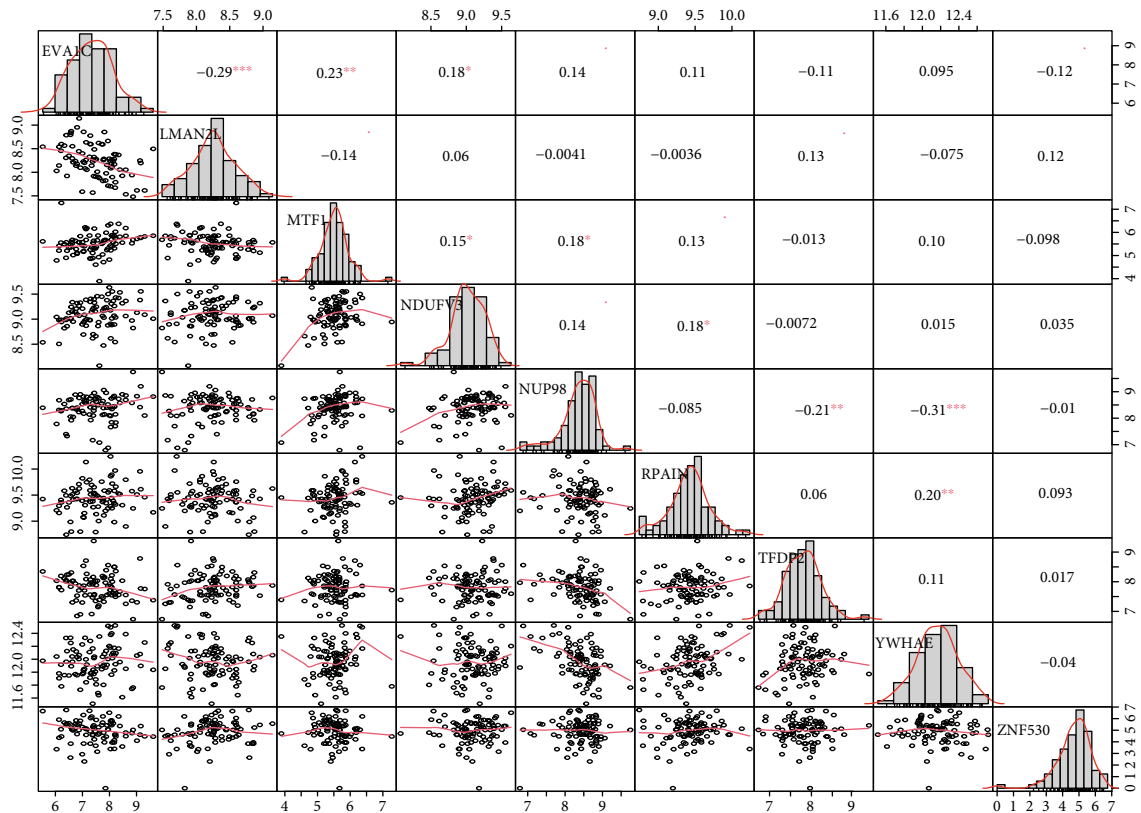 7.5 8.0 8.5 9.0 8.5 9.0 9.5 9.0 9.5 10.0 11.6 12.0 12.4
EVA1C −0.29*** 0.23** 0.18* 0.14 0.11 −0.11 0.095 −0.12 6 7 8 9
7.5 8.0 8.5 9.0 LMAN2L −0.14 0.06 −0.0041 −0.0036 0.13 −0.075 0.12
MTF1 0.15* 0.18* 0.13 −0.013 0.10 −0.098 4 5 6 7
8.5 9.0 9.5 NDUFV3 0.14 0.18* −0.0072 0.015 0.035
NUP98 −0.085 −0.21** −0.31*** −0.01 7 8 9
9.0 9.5 10.0 RPAIN 0.06 0.20** 0.093
TFDP2 0.11 0.017 7 8 9
11.6 12.0 12.4 YWHAE −0.04
ZNF530 0 1 2 3 4 5 6 7
6 7 8 9 4 5 6 7 7 8 9 7 8 9 0 1 2 3 4 5 6 7